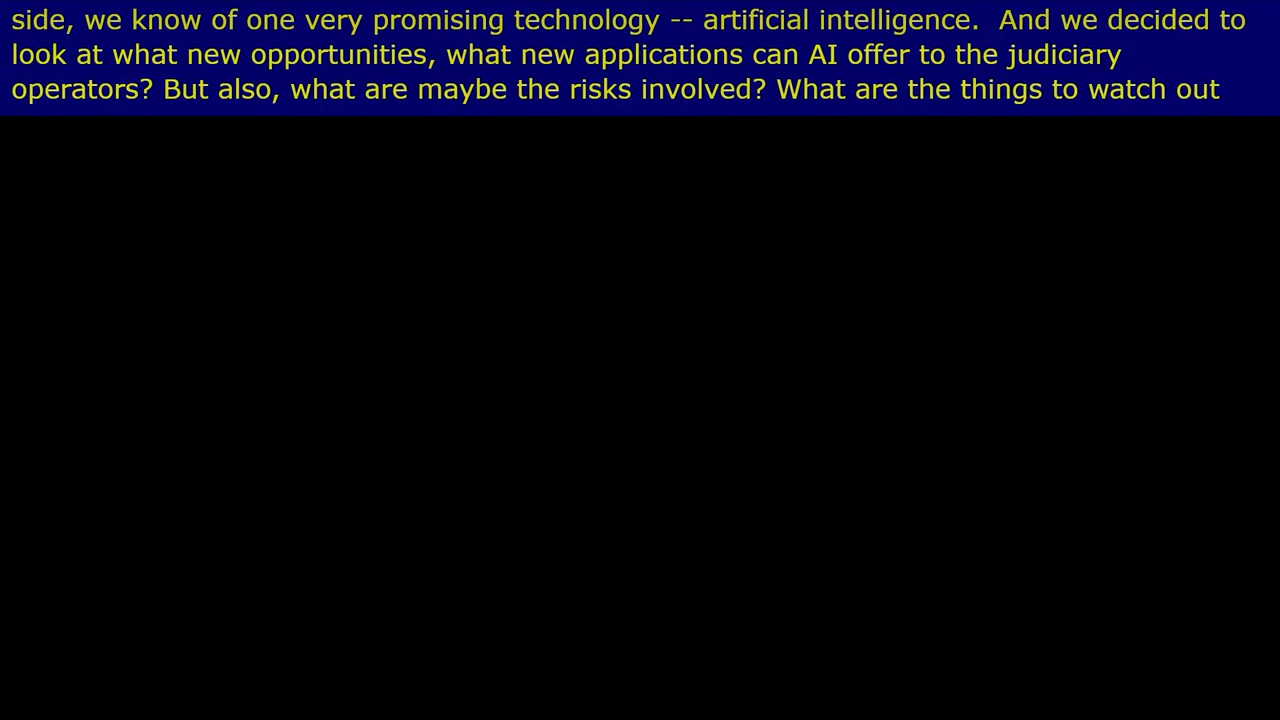 side, we know of one very promising technology -- artificial intelligence.  And we decided to
look at what new opportunities, what new applications can AI offer to the judiciary
operators? But also, what are maybe the risks involved? What are the things to watch out